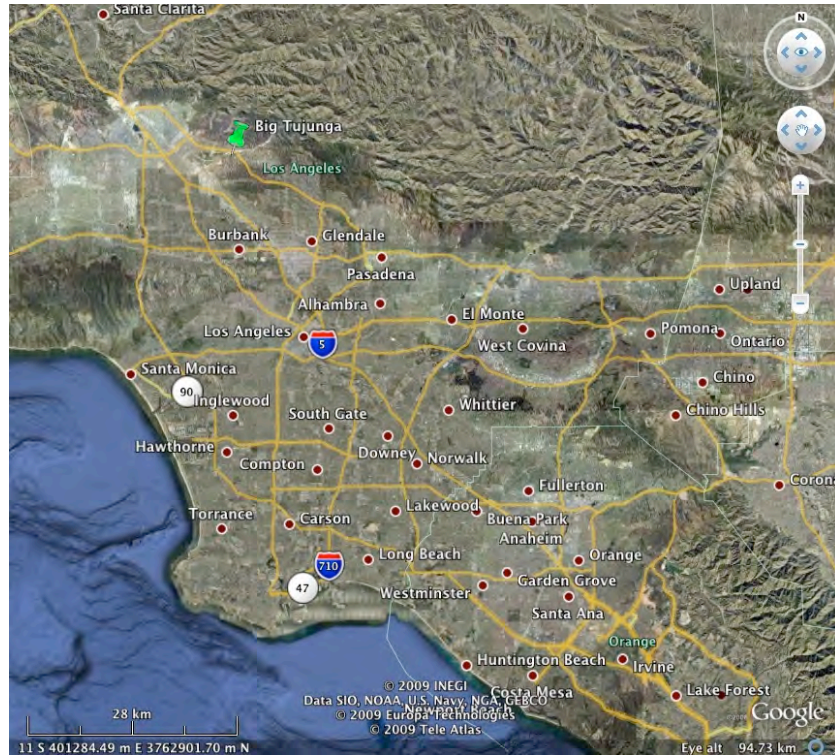 Santa Clarita
N
Big Tujunga
Los Angeles
Burbank
Glendale
Pasadena
Upland
Alhambra
El Monte
Los Angeles
5
West Covina
Pomona
Ontario
Santa Monica
90
Chino
Inglewood
Whittier
Chino Hills
South Gate
Hawthorne
Downey
Norwalk
Compton
Fullerton
Corona
Lakewood
Torrance
Carson
Buena Park
Anaheim
Long Beach
Orange
710
47
Westminster
Garden Grove
Santa Ana
Orange
Huntington Beach
Irvine
© 2009 INEGI
Costa Mesa
Lake Forest
Data SIO, NOAA, U.S. Navy, NGA, GEBCO
Newport Beach
© 2009 Europa Technologies
© 2009 Tele Atlas
28 km
Google
11 S 401284.49 m E 3762901.70 m N
Eye alt 94.73 km